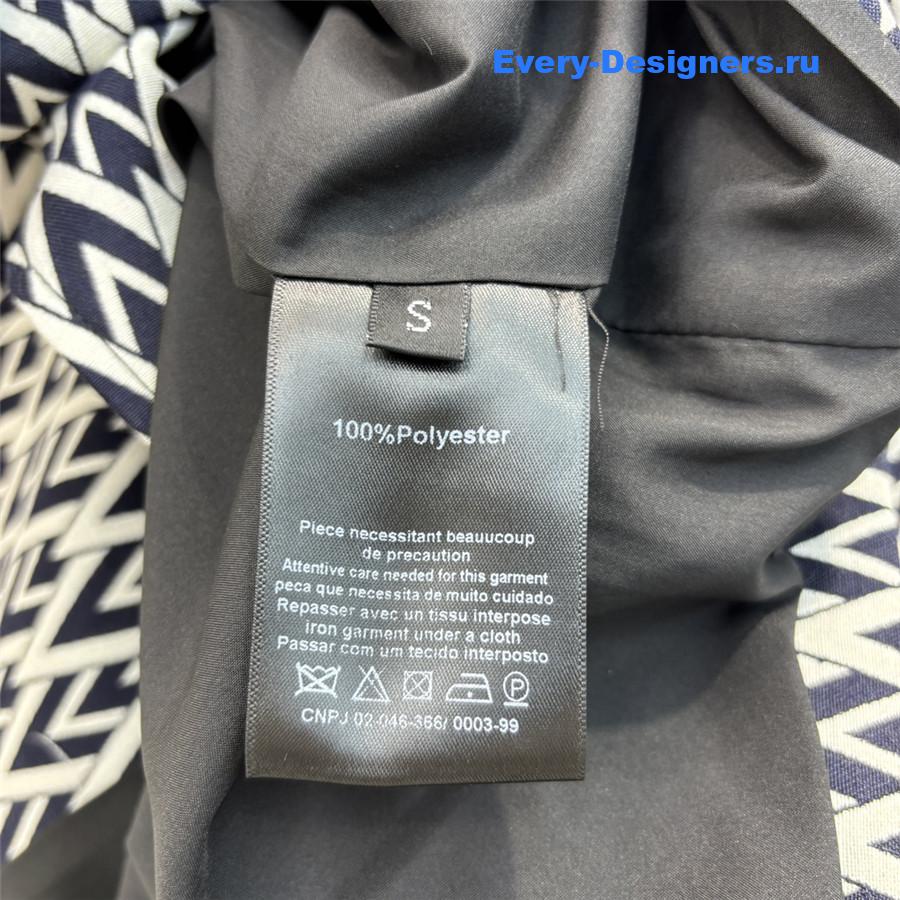 Every-Designers.ru
S
100%Polyester
Piece necessitant beauucoup
de precaution
Attentive care needed for this garment
peca que necessita de muito cuidado
Repasser avec un tissu interpose
iron garment under a cloth
Passar com um tecido interposto
P
CNPJ 02-046-366/ 0003-99